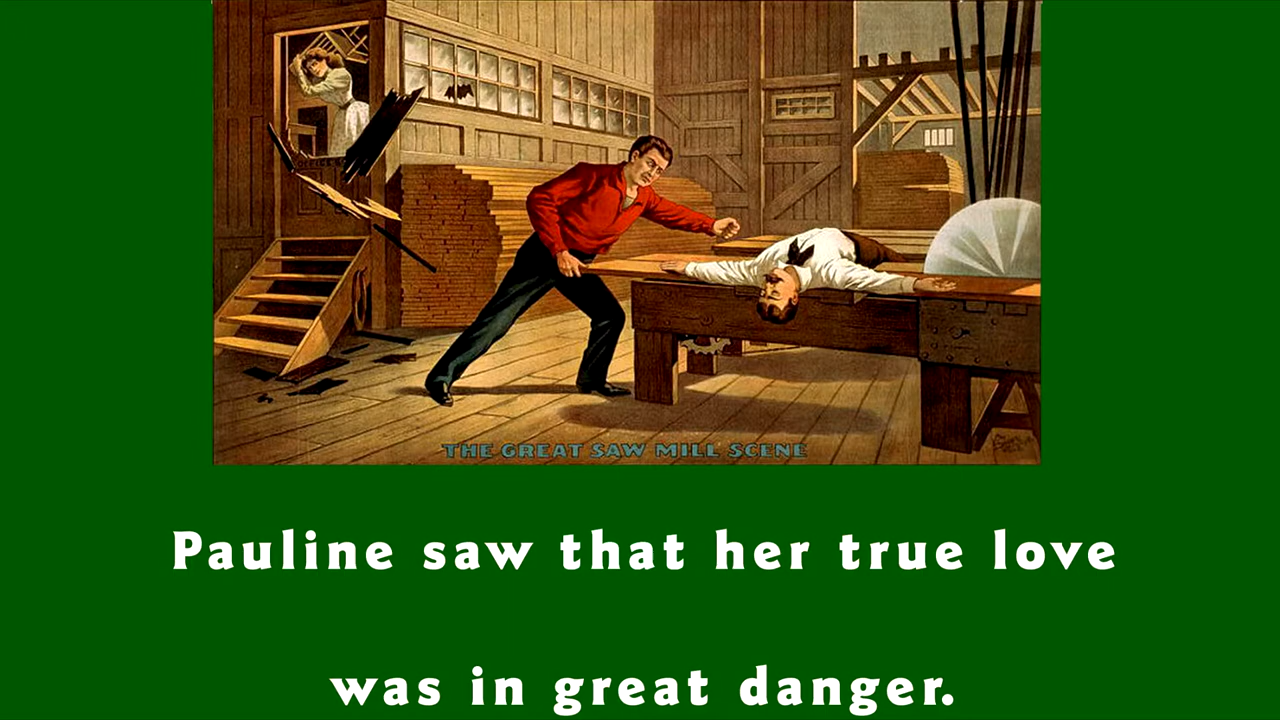 THE GREAT SAW MILL SCENE
Pauline saw that her true love
was in great danger.